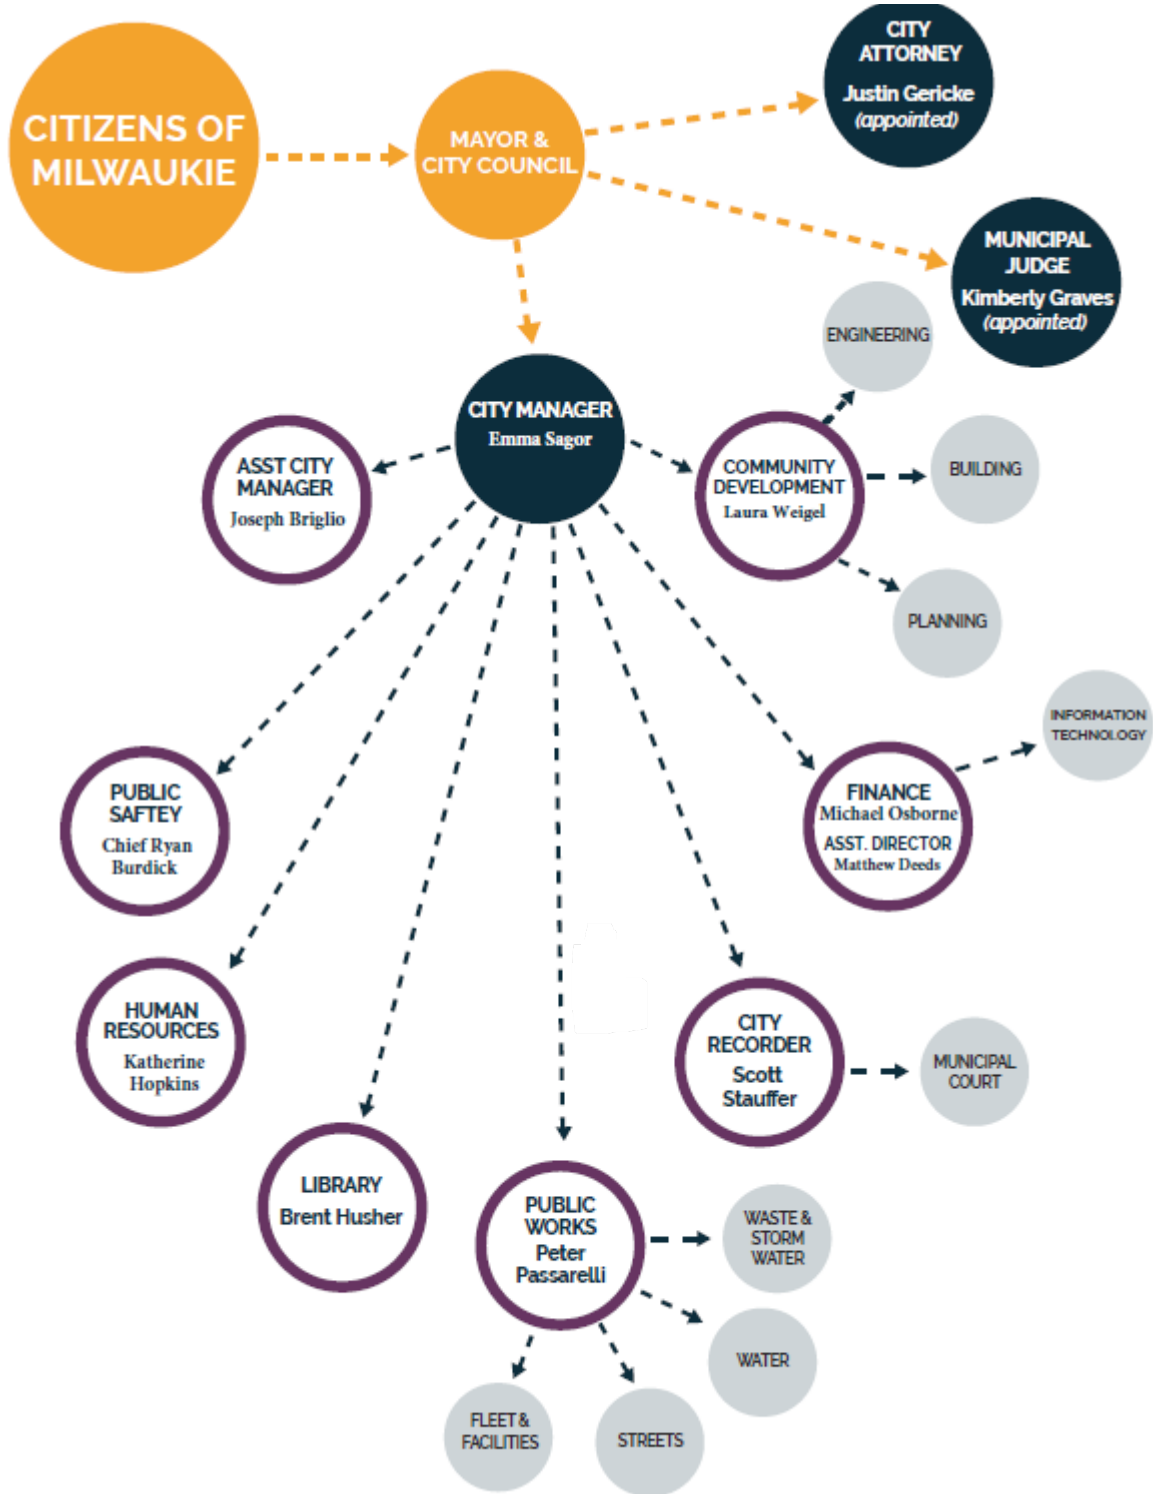 CITIZENS OF
MILWAUKIE
MAYOR &
CITY COUNCIL
CITY
ATTORNEY
Justin Gericke
(appointed)
MUNICIPAL
JUDGE
Kimberly Graves
(appointed)
CITY MANAGER
Emma Sagor
ASST CITY
MANAGER
Joseph Briglio
COMMUNITY
DEVELOPMENT
Laura Weigel
ENGINEERING
BUILDING
PLANNING
INFORMATION
TECHNOLOGY
FINANCE
Michael Osborne
ASST. DIRECTOR
Matthew Deeds
PUBLIC
SAFTEY
Chief Ryan
Burdick
HUMAN
RESOURCES
Katherine
Hopkins
CITY
RECORDER
Scott
Stauffer
MUNICIPAL
COURT
LIBRARY
Brent Husher
PUBLIC
WORKS
Peter
Passarelli
WASTE &
STORM
WATER
WATER
FLEET &
FACILITIES
STREETS